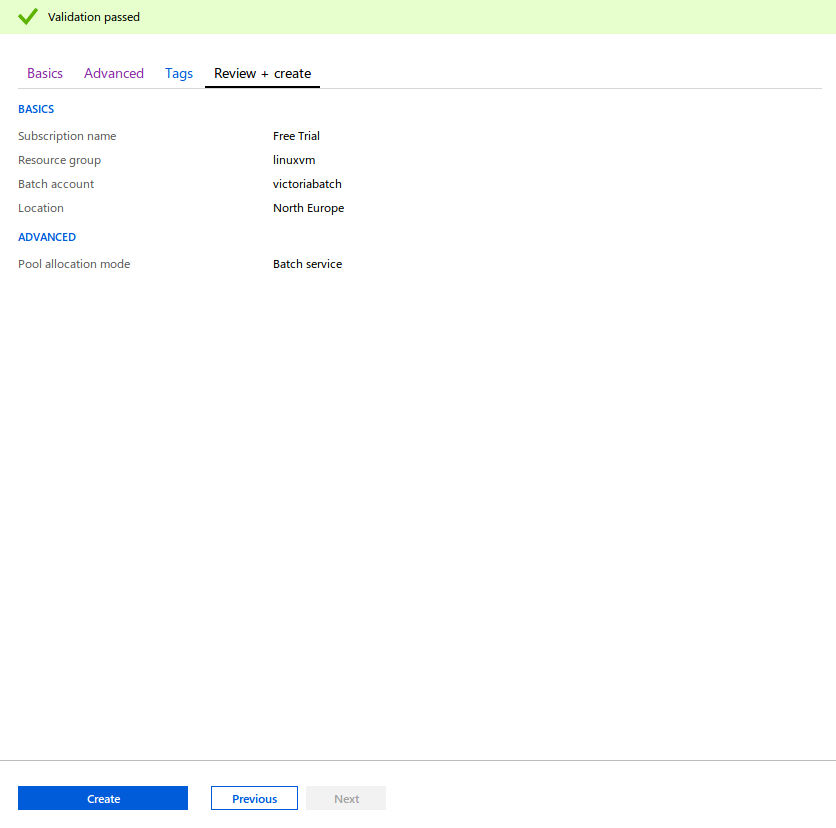 Validation passed
Basics Advanced Tags Review + create
BASICS
Subscription name Free Trial
Resource group linuxvm
Batch account victoriabatch
Location North Europe
ADVANCED
Pool allocation mode Batch service
Create Previous Next